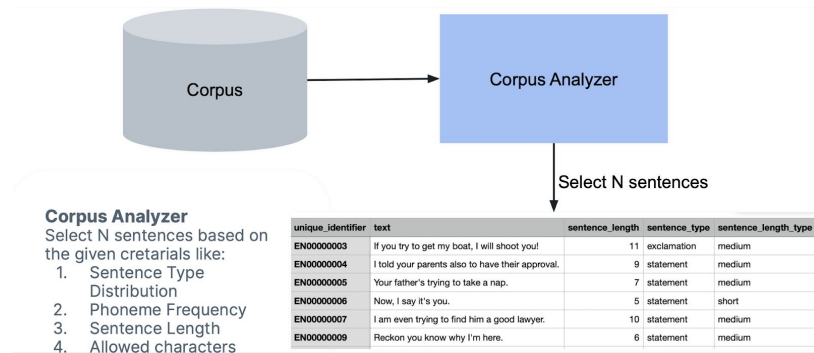 Corpus
Corpus Analyzer
Select N sentences
Corpus Analyzer
Select N sentences based on
the given cretarials like:
1. Sentence Type
Distribution
2. Phoneme Frequency
3. Sentence Length
4. Allowed characters
unique_identifier text sentence_length sentence_type sentence_length_type
EN00000003 If you try to get my boat, I will shoot you! 11 exclamation medium
EN00000004 I told your parents also to have their approval. 9 statement medium
EN00000005 Your father's trying to take a nap. 7 statement medium
EN00000006 Now, I say it's you. 5 statement short
EN00000007 I am even trying to find him a good lawyer. 10 statement medium
EN00000009 Reckon you know why I'm here. 6 statement medium